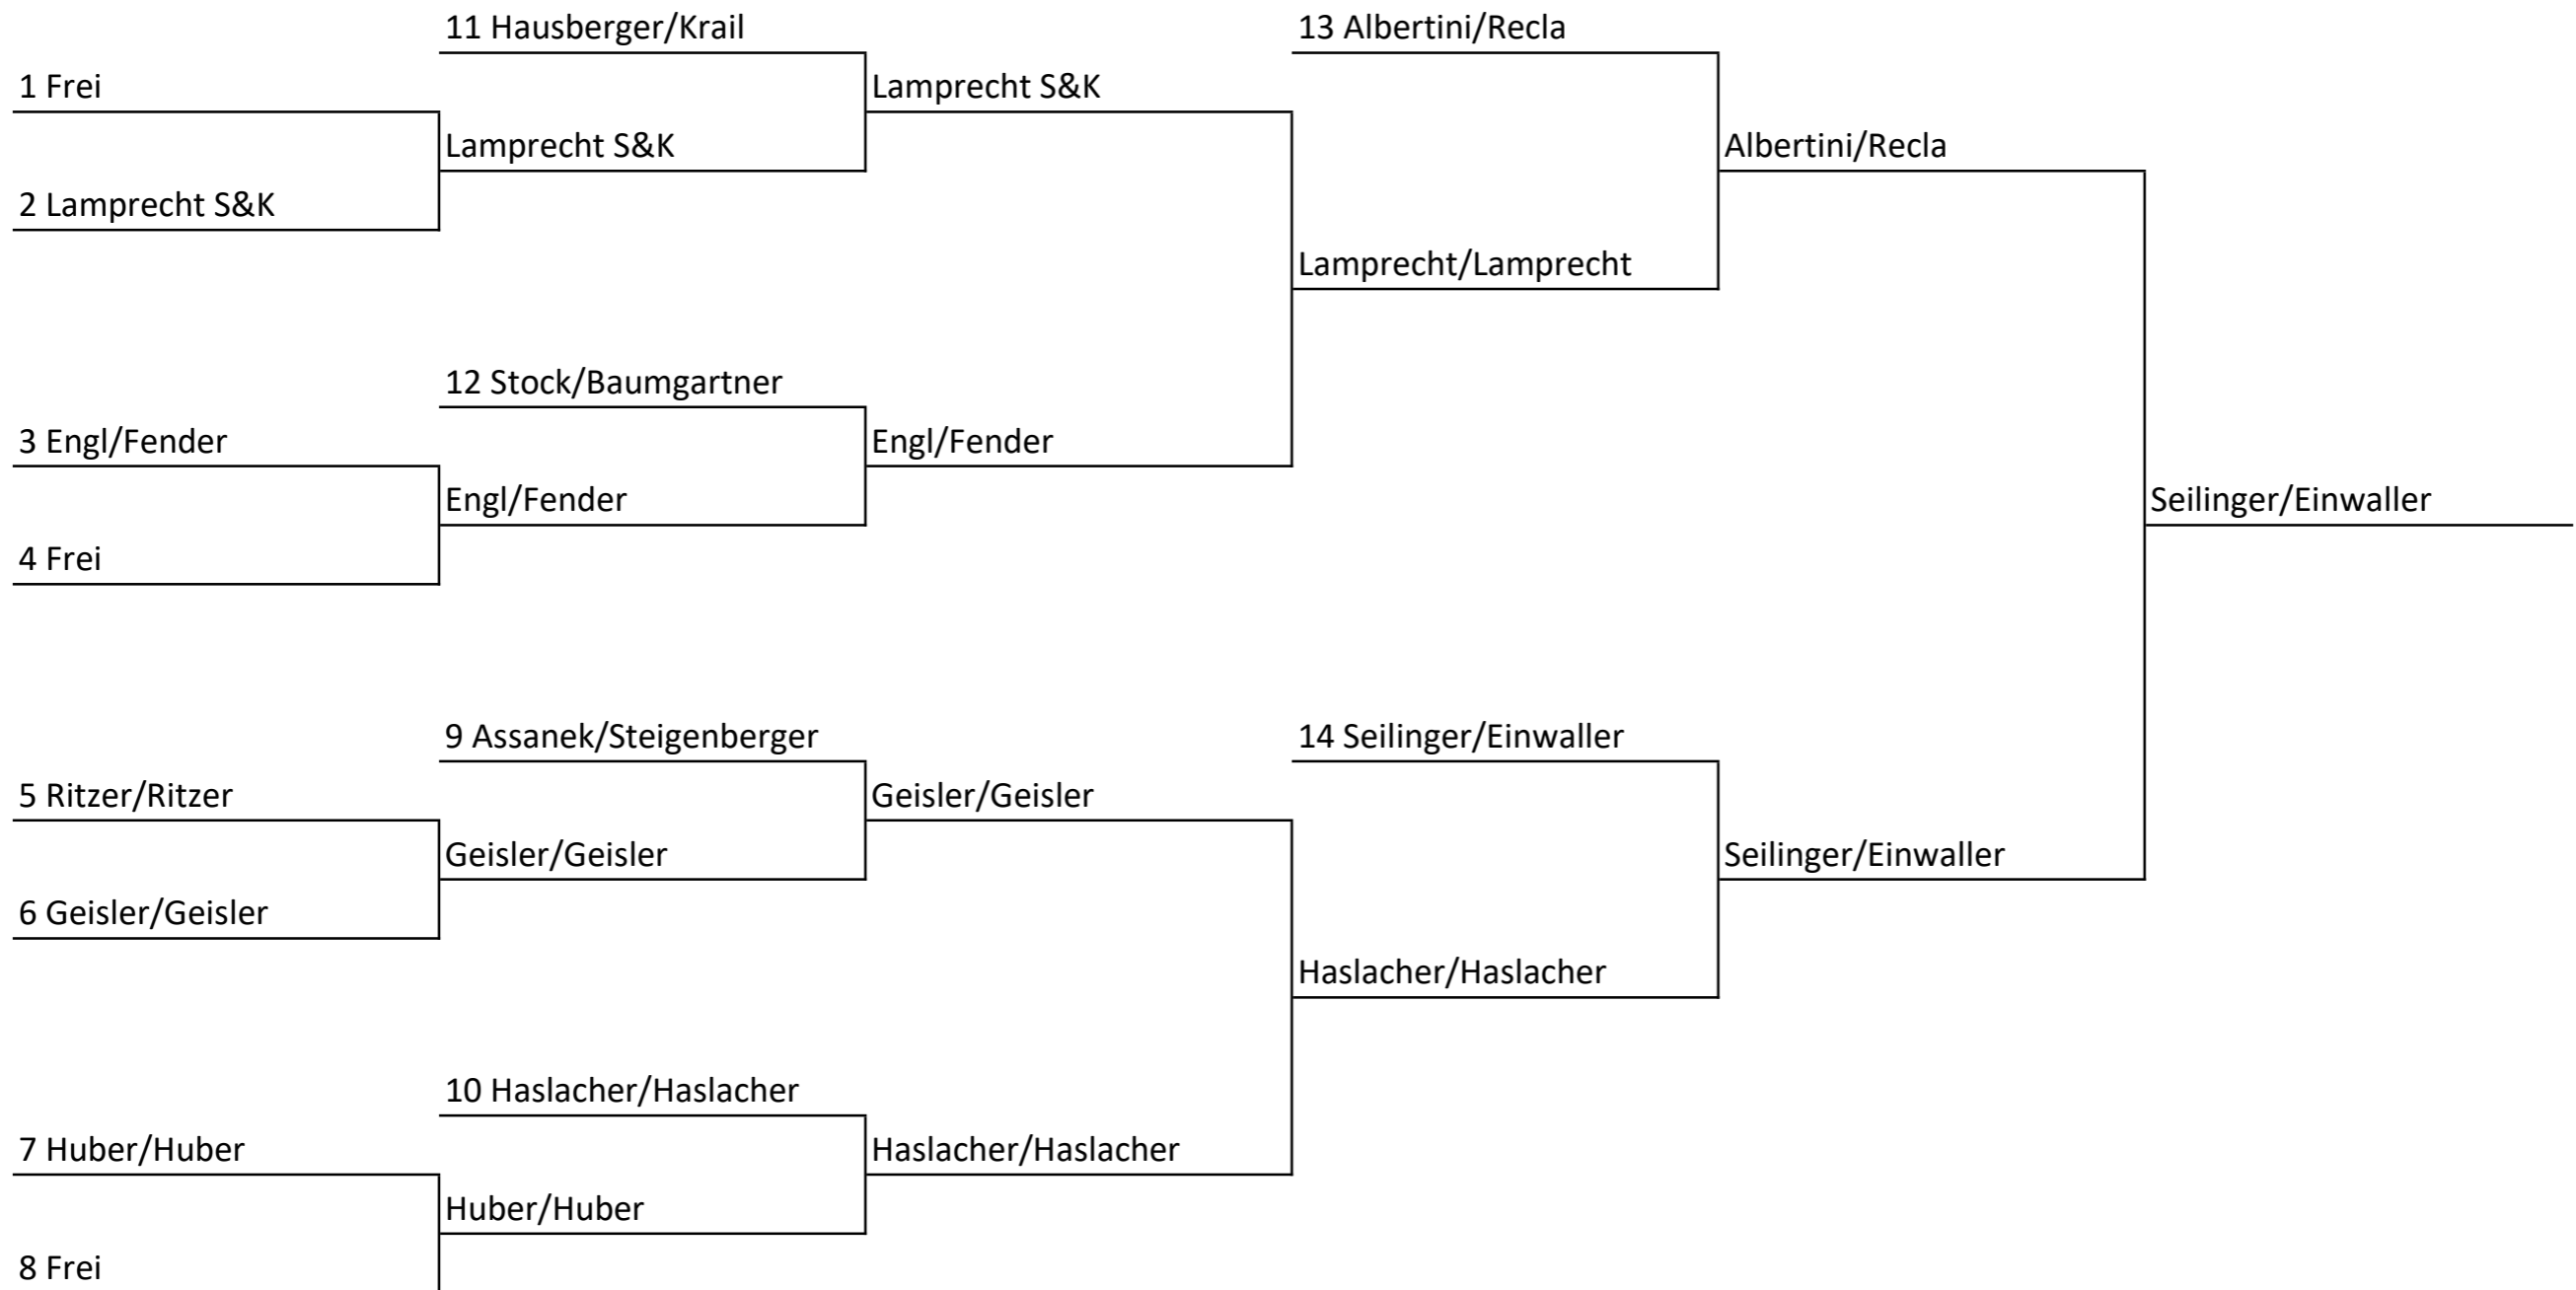 11 Hausberger/Krail
13 Albertini/Recla
1 Frei
Lamprecht S&K
Lamprecht S&K
Albertini/Recla
2 Lamprecht S&K
Lamprecht/Lamprecht
12 Stock/Baumgartner
3 Engl/Fender
Engl/Fender
Engl/Fender
Seilinger/Einwaller
4 Frei
9 Assanek/Steigenberger
14 Seilinger/Einwaller
5 Ritzer/Ritzer
Geisler/Geisler
Geisler/Geisler
Seilinger/Einwaller
6 Geisler/Geisler
Haslacher/Haslacher
10 Haslacher/Haslacher
7 Huber/Huber
Haslacher/Haslacher
Huber/Huber
8 Frei